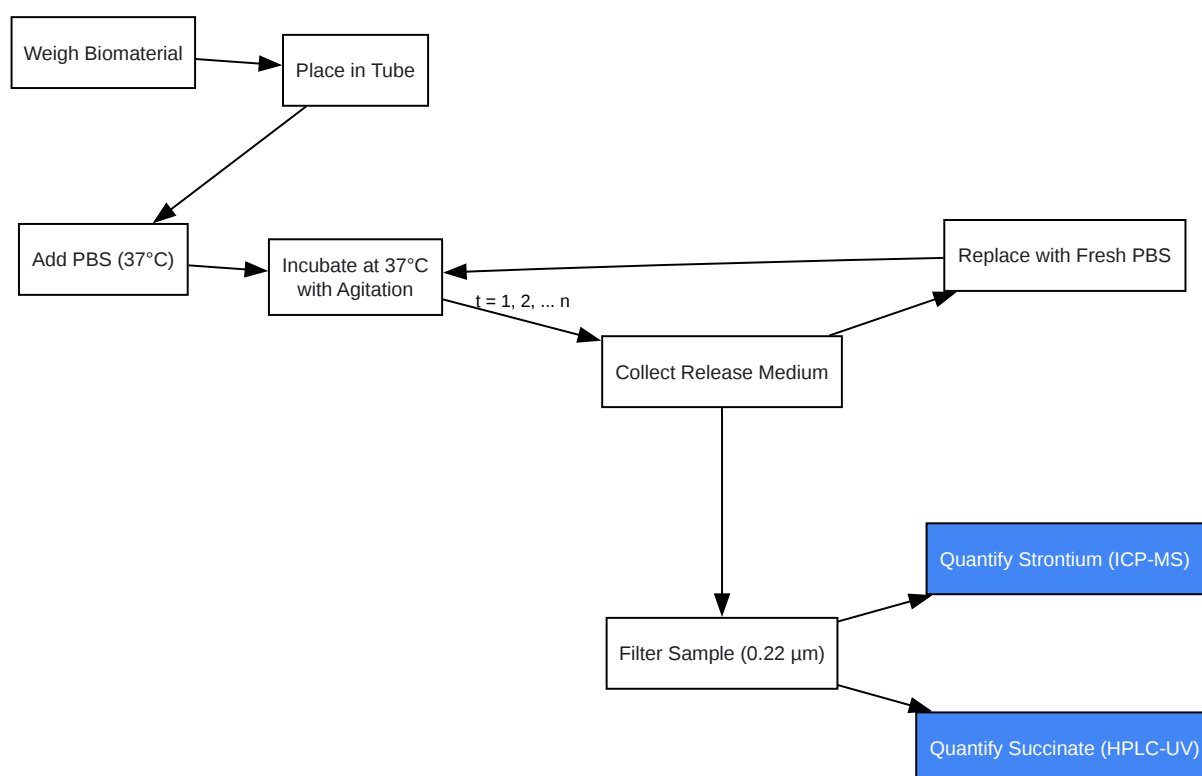 Weigh Biomaterial
Place in Tube
Add PBS (37°C)
Incubate at 37°C
with Agitation
Replace with Fresh PBS
t = 1, 2, ... n
Collect Release Medium
Quantify Strontium (ICP-MS)
Filter Sample (0.22 µm)
Quantify Succinate (HPLC-UV)